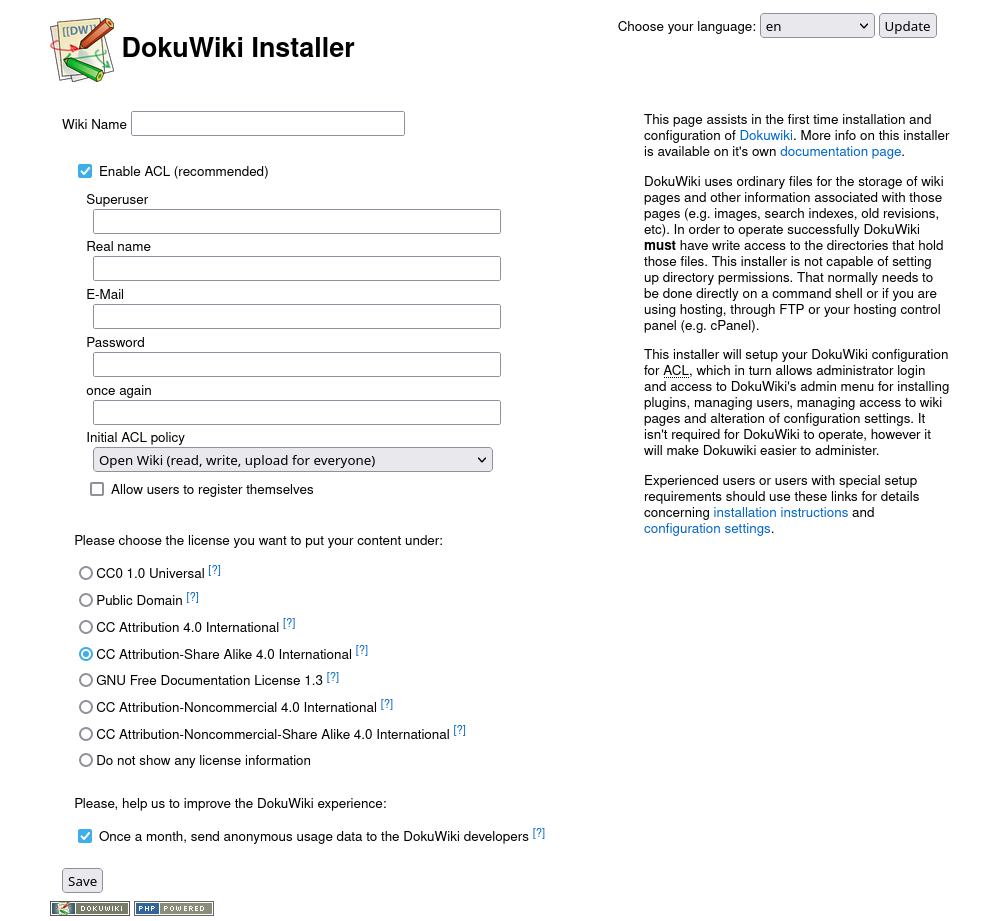 [[DW
DokuWiki Installer
Choose your language: en Update
Wiki Name
Enable ACL (recommended)
Superuser
Real name
E-Mail
Password
once again
Initial ACL policy
Open Wiki (read, write, upload for everyone)
Allow users to register themselves
Please choose the license you want to put your content under:
CC0 1.0 Universal [?]
Public Domain [?]
CC Attribution 4.0 International [?]
CC Attribution-Share Alike 4.0 International [?]
GNU Free Documentation License 1.3 [?]
CC Attribution-Noncommercial 4.0 International [?]
CC Attribution-Noncommercial-Share Alike 4.0 International [?]
Do not show any license information
Please, help us to improve the DokuWiki experience:
Once a month, send anonymous usage data to the DokuWiki developers [?]
Save
DOKUWIKI
PHP POWERED
This page assists in the first time installation and
configuration of Dokuwiki. More info on this installer
is available on it's own documentation page.
DokuWiki uses ordinary files for the storage of wiki
pages and other information associated with those
pages (e.g. images, search indexes, old revisions,
etc). In order to operate successfully DokuWiki
must have write access to the directories that hold
those files. This installer is not capable of setting
up directory permissions. That normally needs to
be done directly on a command shell or if you are
using hosting, through FTP or your hosting control
panel (e.g. cPanel).
This installer will setup your DokuWiki configuration
for ACL, which in turn allows administrator login
and access to DokuWiki's admin menu for installing
plugins, managing users, managing access to wiki
pages and alteration of configuration settings. It
isn't required for DokuWiki to operate, however it
will make Dokuwiki easier to administer.
Experienced users or users with special setup
requirements should use these links for details
concerning installation instructions and
configuration settings.